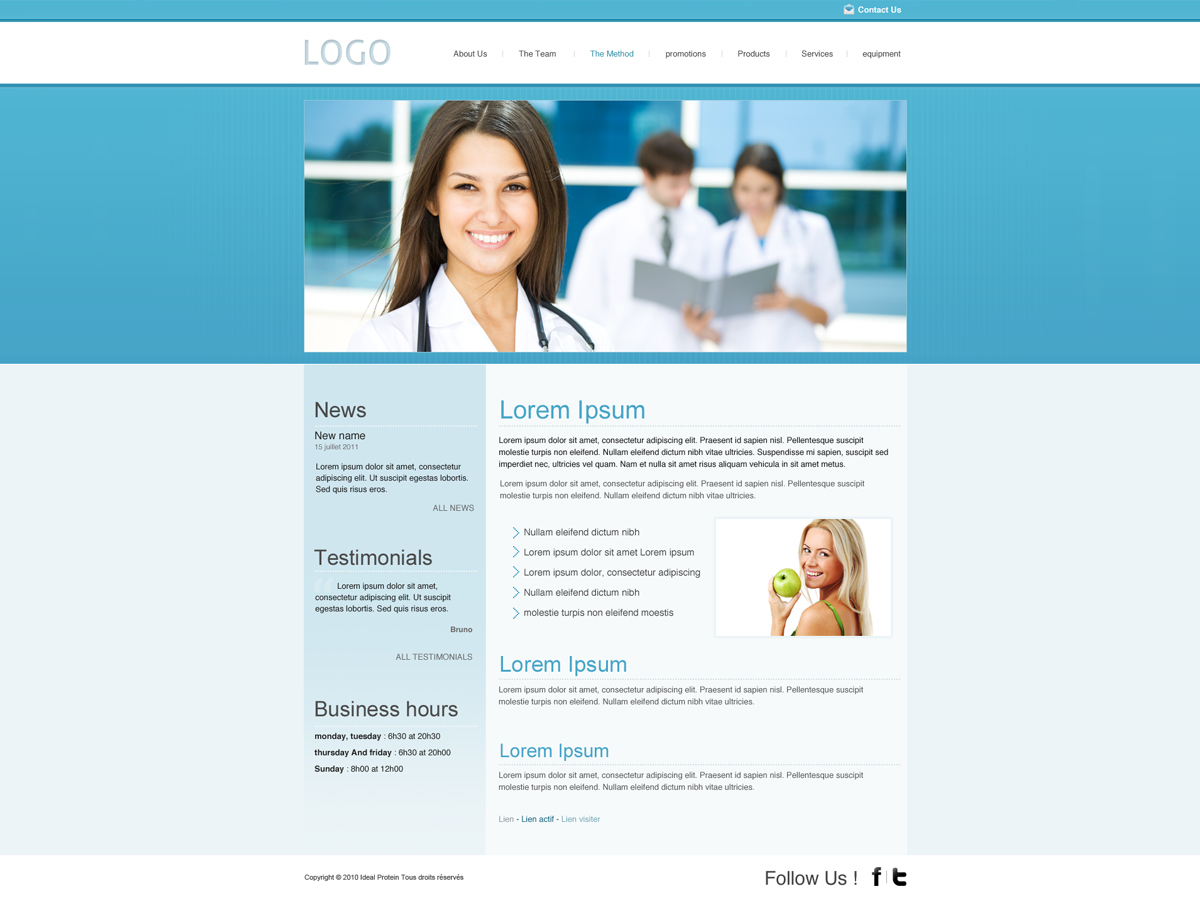 Contact Us
LOGO
About Us
The Team
The Method
promotions
Products
Services
equipment
News
New name
15 juillet 2011
Lorem ipsum dolor sit amet, consectetur
adipiscing elit. Ut suscipit egestas lobortis.
Sed quis risus eros.
ALL NEWS
Testimonials
Lorem ipsum dolor sit amet,
consectetur adipiscing elit. Ut suscipit
egestas lobortis. Sed quis risus eros.
Bruno
ALL TESTIMONIALS
Business hours
monday, tuesday : 6h30 at 20h30
thursday And friday : 6h30 at 20h00
Sunday : 8h00 at 12h00
Lorem Ipsum
Lorem ipsum dolor sit amet, consectetur adipiscing elit. Praesent id sapien nisl. Pellentesque suscipit
molestie turpis non eleifend. Nullam eleifend dictum nibh vitae ultricies. Suspendisse mi sapien, suscipit sed
imperdiet nec, ultricies vel quam. Nam et nulla sit amet risus aliquam vehicula in sit amet metus.
Lorem ipsum dolor sit amet, consectetur adipiscing elit. Praesent id sapien nisl. Pellentesque suscipit
molestie turpis non eleifend. Nullam eleifend dictum nibh vitae ultricies.
Nullam eleifend dictum nibh
Lorem ipsum dolor sit amet Lorem ipsum
Lorem ipsum dolor, consectetur adipiscing
Nullam eleifend dictum nibh
molestie turpis non eleifend moestis
Lorem Ipsum
Lorem ipsum dolor sit amet, consectetur adipiscing elit. Praesent id sapien nisl. Pellentesque suscipit
molestie turpis non eleifend. Nullam eleifend dictum nibh vitae ultricies.
Lorem Ipsum
Lorem ipsum dolor sit amet, consectetur adipiscing elit. Praesent id sapien nisl. Pellentesque suscipit
molestie turpis non eleifend. Nullam eleifend dictum nibh vitae ultricies.
Lien - Lien actif - Lien visiter
Copyright © 2010 Ideal Protein Tous droits réservés
Follow Us !